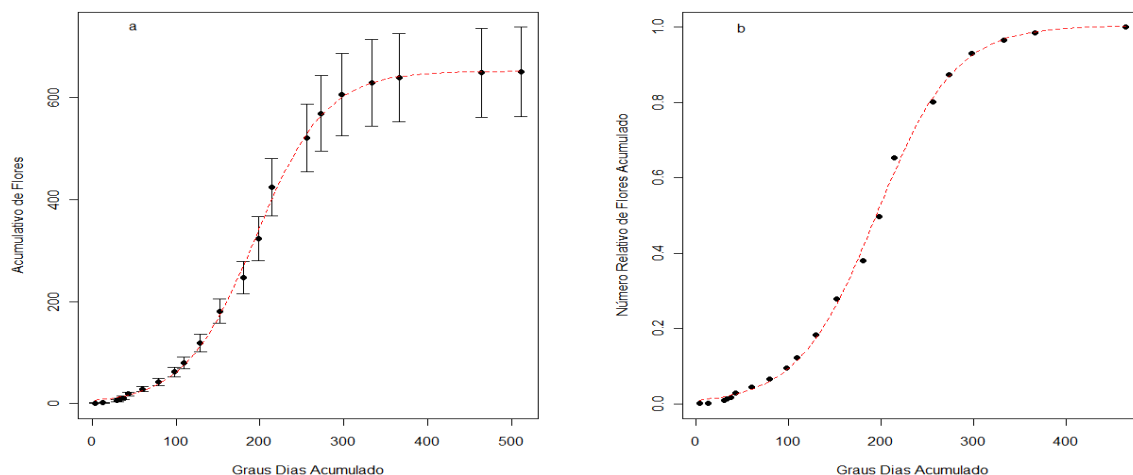 a
Acumulativo de Flores
600
400
200
0
0 100 200 300 400 500
Graus Dias Acumulado
b
Número Relativo de Flores Acumulado
1.0
0.8
0.6
0.4
0.2
0.0
0 100 200 300 400
Graus Dias Acumulado